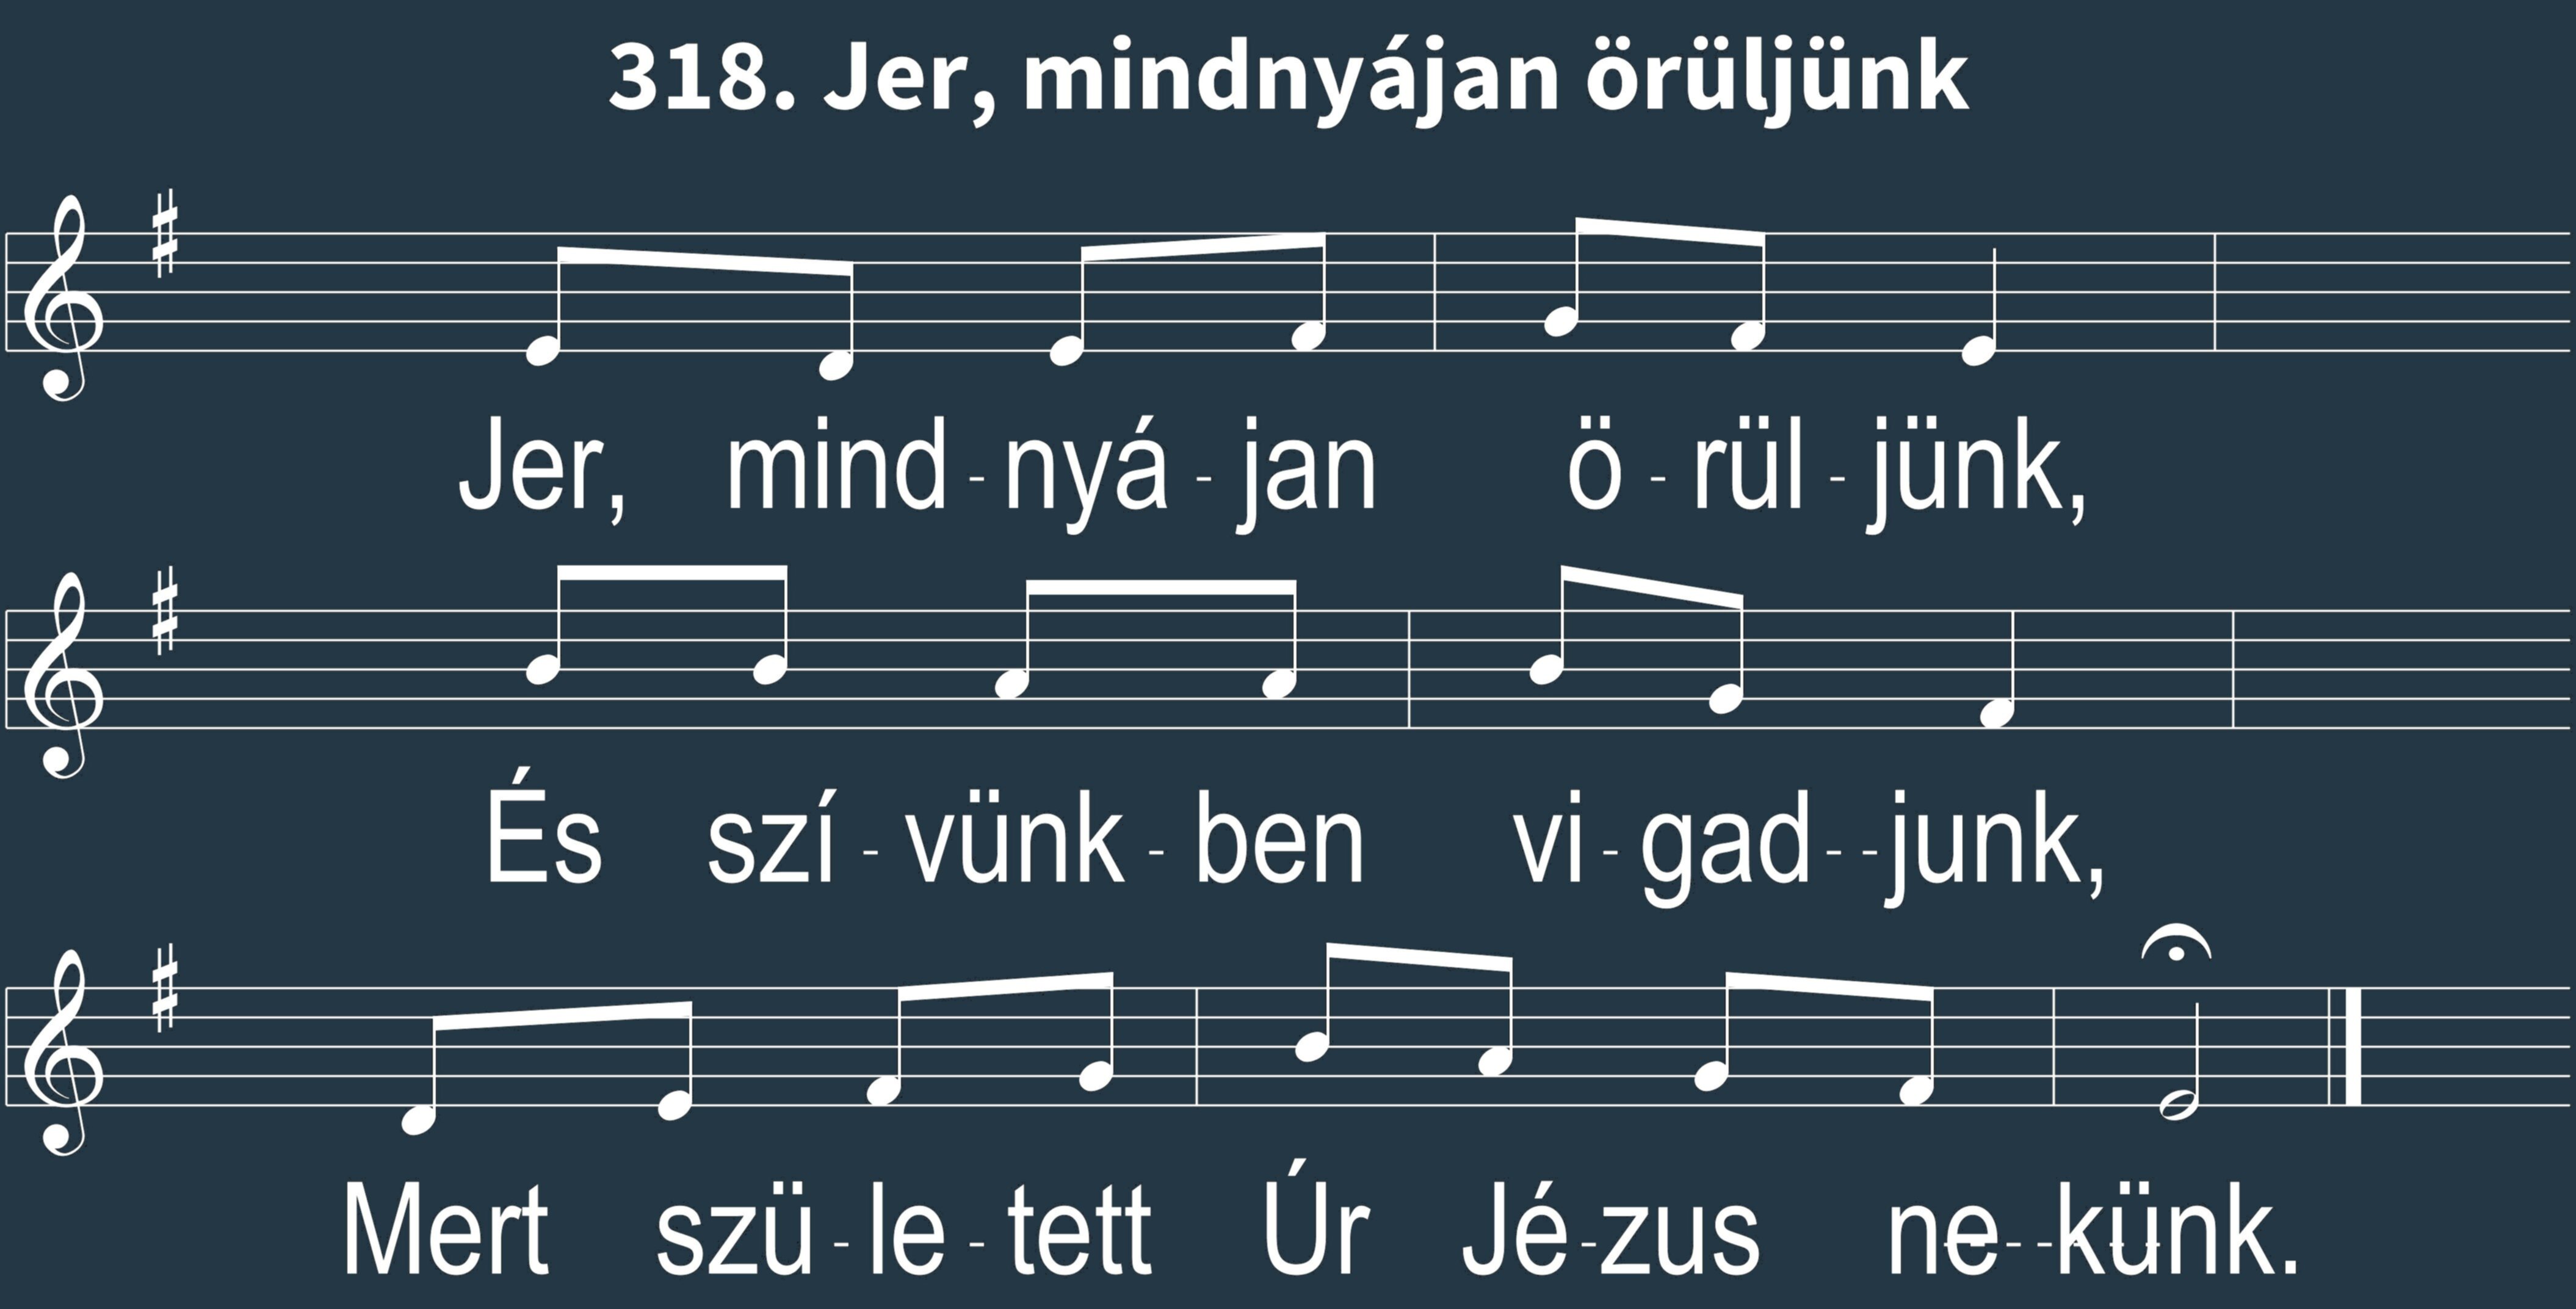 318. Jer, mindnyájan örüljünk
Jer, mind - nyá - jan ö - rül - jünk,
És szí - vünk - ben vi - gad - - junk,
Mert szü - le - tett Úr Jé - zus ne - - künk.